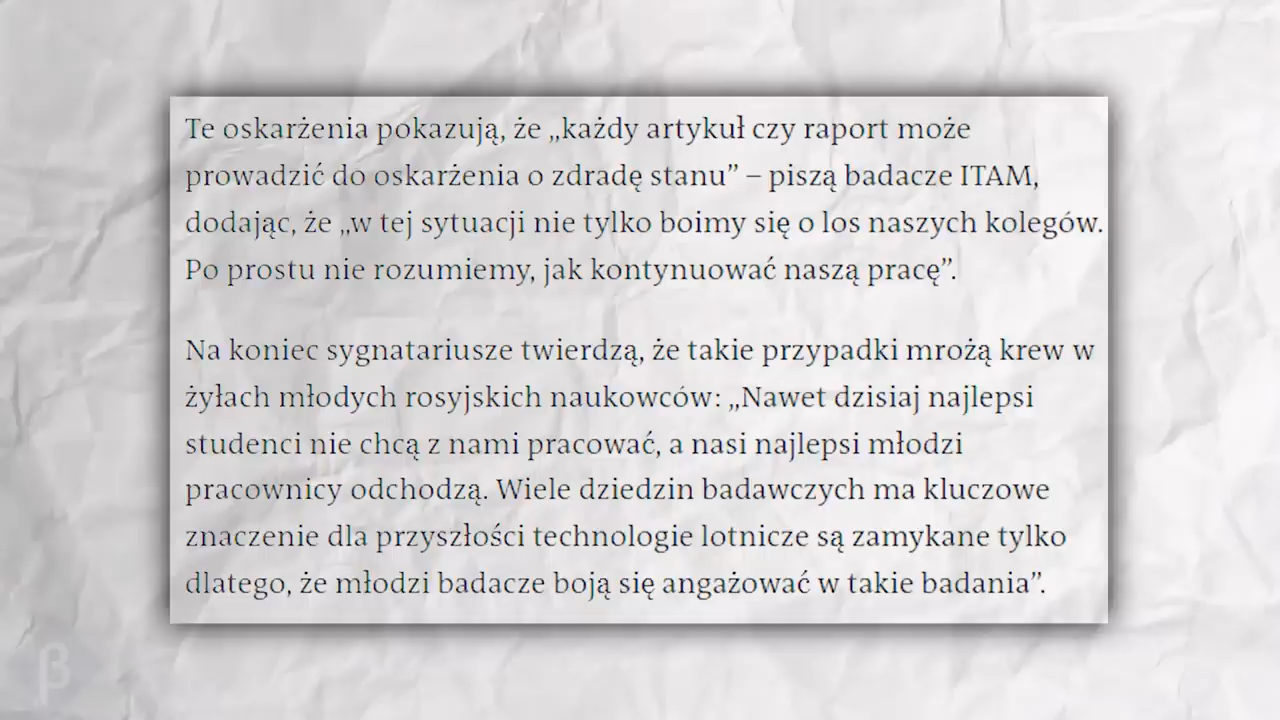 Te oskarżenia pokazują, że „każdy artykuł czy raport może
prowadzić do oskarżenia o zdradę stanu” – piszą badacze ITAM,
dodając, że „w tej sytuacji nie tylko boimy się o los naszych kolegów.
Po prostu nie rozumiemy, jak kontynuować naszą pracę”.
Na koniec sygnatariusze twierdzą, że takie przypadki mrożą krew w
żyłach młodych rosyjskich naukowców: „Nawet dzisiaj najlepsi
studenci nie chcą z nami pracować, a nasi najlepsi młodzi
pracownicy odchodzą. Wiele dziedzin badawczych ma kluczowe
znaczenie dla przyszłości technologie lotnicze są zamykane tylko
dlatego, że młodzi badacze boją się angażować w takie badania”.
β